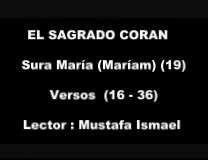 EL SAGRADO CORAN
Sura María (Maríam) (19)
Versos (16 - 36)
Lector : Mustafa Ismael